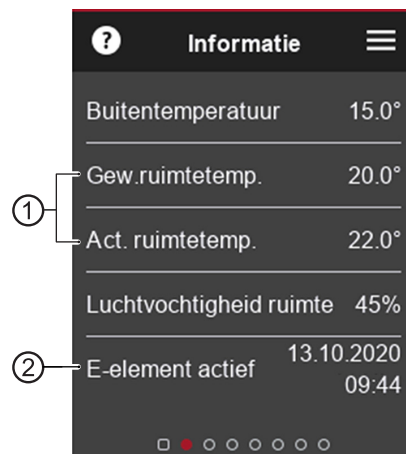 ? Informatie
Buitentemperatuur 15.0°
1 Gew.ruimtetemp. 20.0°
Act. ruimtetemp. 22.0°
Luchtvochtigheid ruimte 45%
2 E-element actief 13.10.2020
09:44